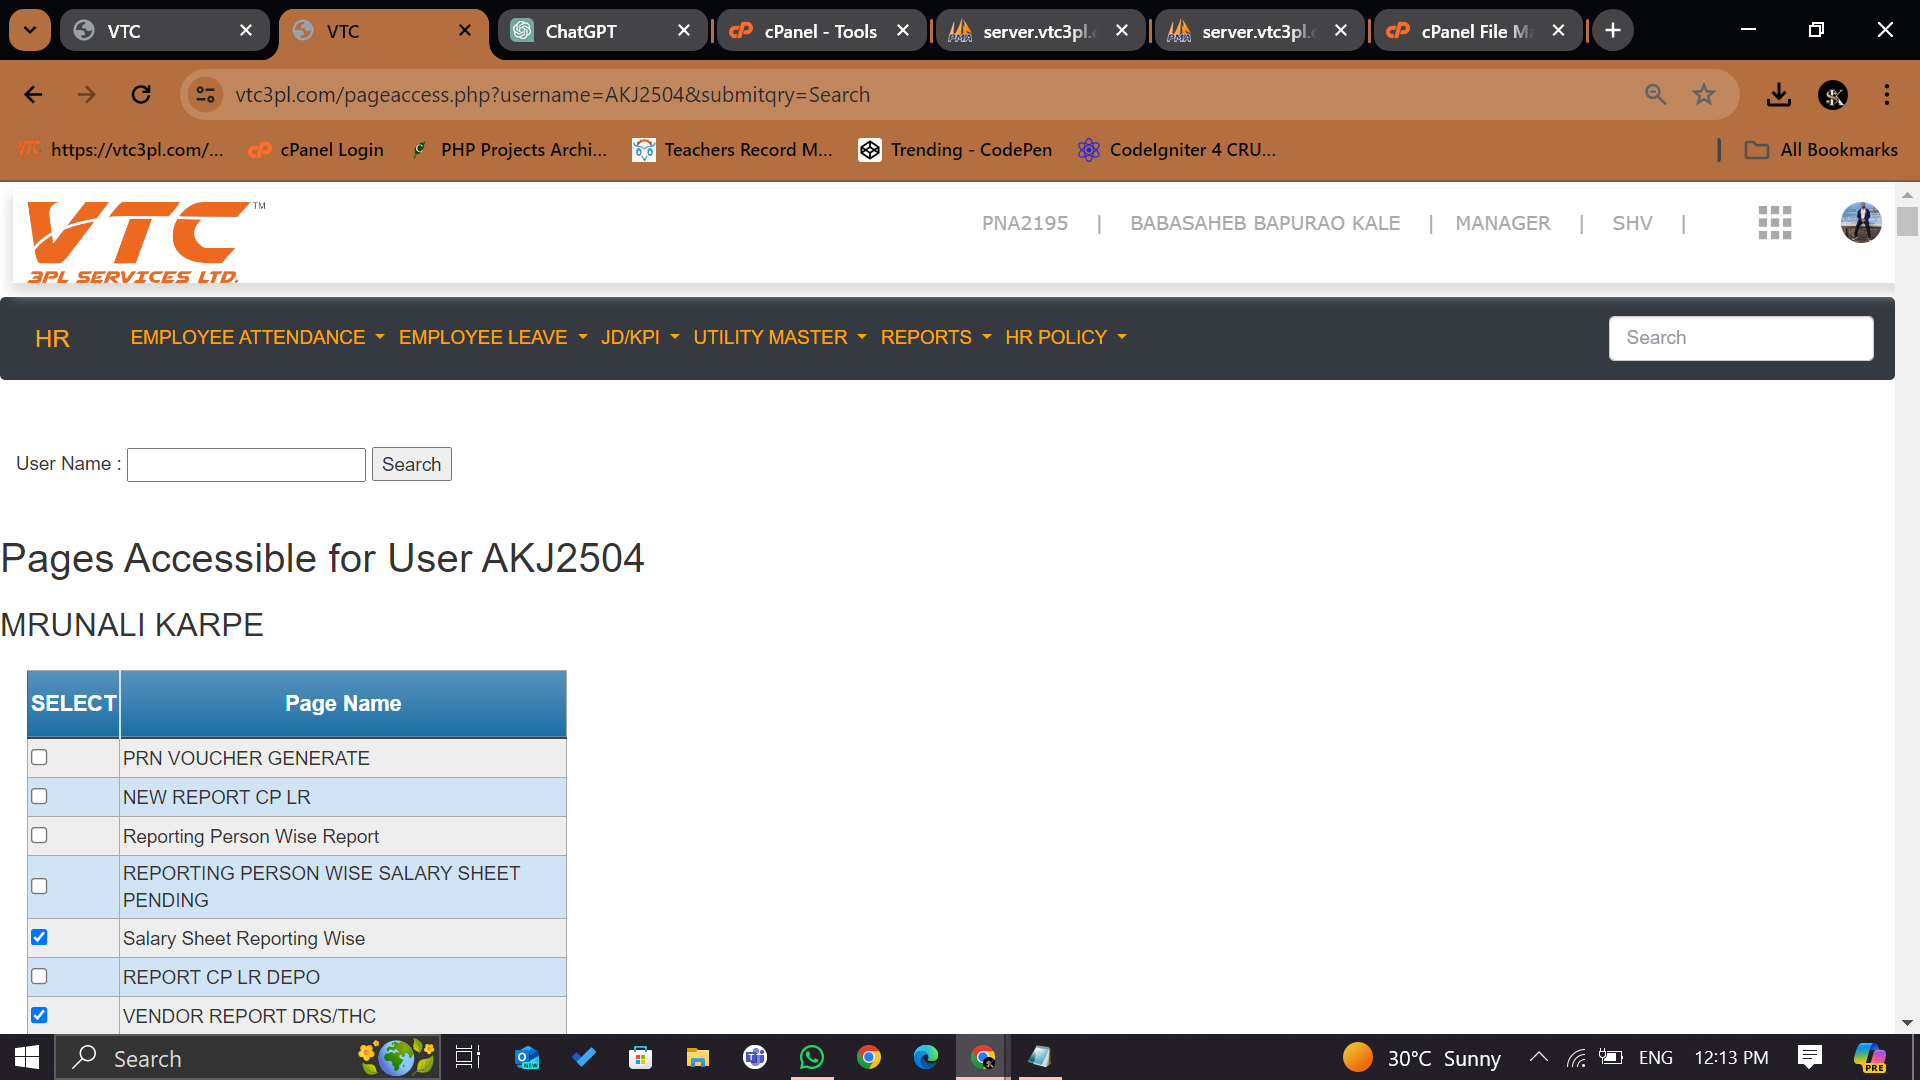 VTC
VTC
ChatGPT
cPanel - Tools
server.vtc3pl.
server.vtc3pl.
cPanel File M
vtc3pl.com/pageaccess.php?username=AKJ2504&submitqry=Search
https://vtc3pl.com/...
cPanel Login
PHP Projects Archi...
Teachers Record M...
Trending - CodePen
CodeIgniter 4 CRU...
All Bookmarks
VTC TM
3PL SERVICES LTD.
PNA2195 | BABASAHEB BAPURAO KALE | MANAGER | SHV |
HR EMPLOYEE ATTENDANCE EMPLOYEE LEAVE JD/KPI UTILITY MASTER REPORTS HR POLICY Search
User Name : Search
Pages Accessible for User AKJ2504
MRUNALI KARPE
SELECT Page Name
PRN VOUCHER GENERATE
NEW REPORT CP LR
Reporting Person Wise Report
REPORTING PERSON WISE SALARY SHEET
PENDING
Salary Sheet Reporting Wise
REPORT CP LR DEPO
VENDOR REPORT DRS/THC
Search 30°C Sunny ENG 12:13 PM